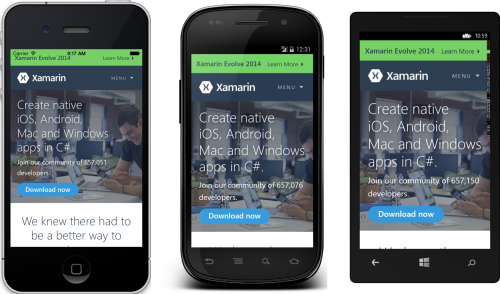 Carrier 9:17 AM
Xamarin Evolve 2014 Learn More
Xamarin
MENU
Create native
iOS, Android,
Mac and Windows
apps in C#.
Join our community of 657,051
developers.
Download now
We knew there had to
be a better way to
12:31
Xamarin Evolve 2014 Learn More
Xamarin
MENU
Create native
iOS, Android,
Mac and Windows
apps in C#.
Join our community of 657,076
developers.
Download now
10:59
Xamarin Evolve 2014 Learn More
Xamarin
MENU
Create native
iOS, Android,
Mac and Windows
apps in C#.
Join our community of 657,150
developers.
Download now